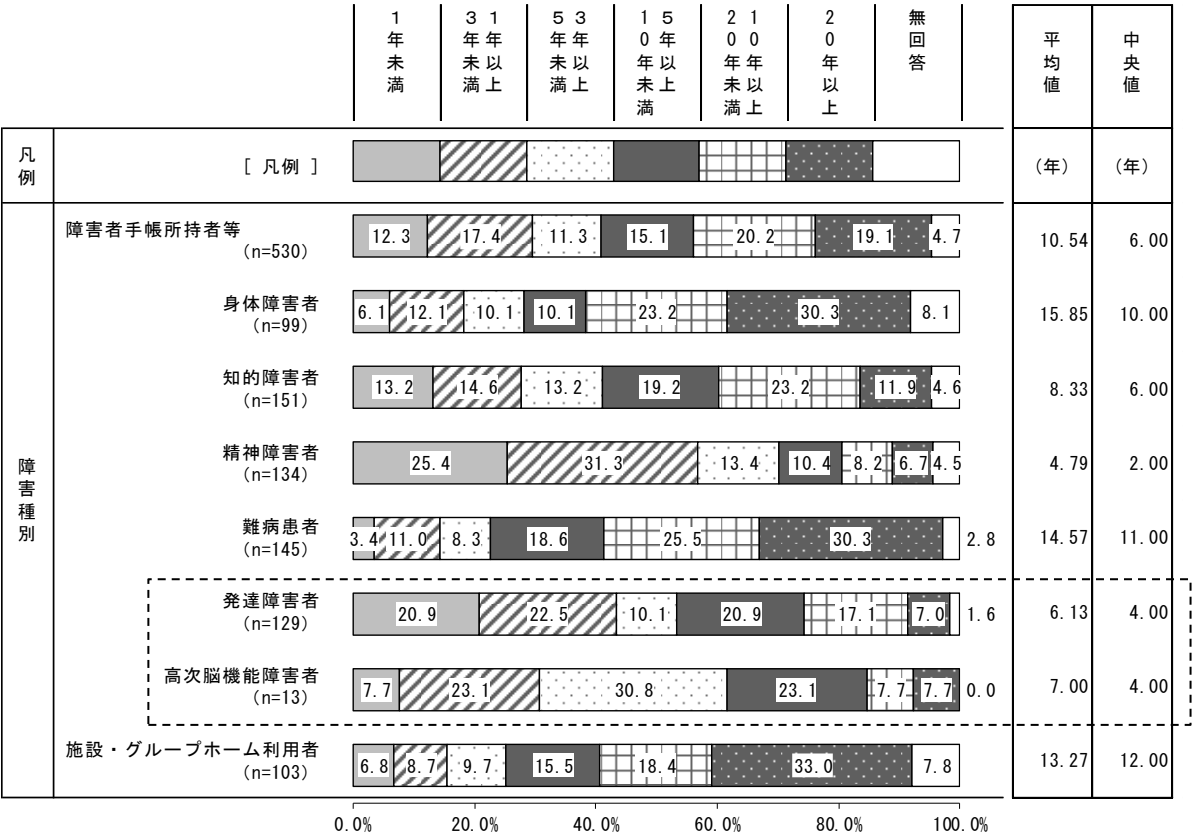 1年未満
1年以上
3年未満
3年以上
5年未満
5年以上
10年未満
10年以上
20年未満
20年以上
無回答
平均値
中央値
凡例
[ 凡例 ]
(年)
(年)
障害種別
障害者手帳所持者等
(n=530)
12.3 17.4 11.3 15.1 20.2 19.1 4.7 10.54 6.00
身体障害者
(n=99)
6.1 12.1 10.1 10.1 23.2 30.3 8.1 15.85 10.00
知的障害者
(n=151)
13.2 14.6 13.2 19.2 23.2 11.9 4.6 8.33 6.00
精神障害者
(n=134)
25.4 31.3 13.4 10.4 8.2 6.7 4.5 4.79 2.00
難病患者
(n=145)
3.4 11.0 8.3 18.6 25.5 30.3 2.8 14.57 11.00
発達障害者
(n=129)
20.9 22.5 10.1 20.9 17.1 7.0 1.6 6.13 4.00
高次脳機能障害者
(n=13)
7.7 23.1 30.8 23.1 7.7 7.7 0.0 7.00 4.00
施設・グループホーム利用者
(n=103)
6.8 8.7 9.7 15.5 18.4 33.0 7.8 13.27 12.00
0.0% 20.0% 40.0% 60.0% 80.0% 100.0%